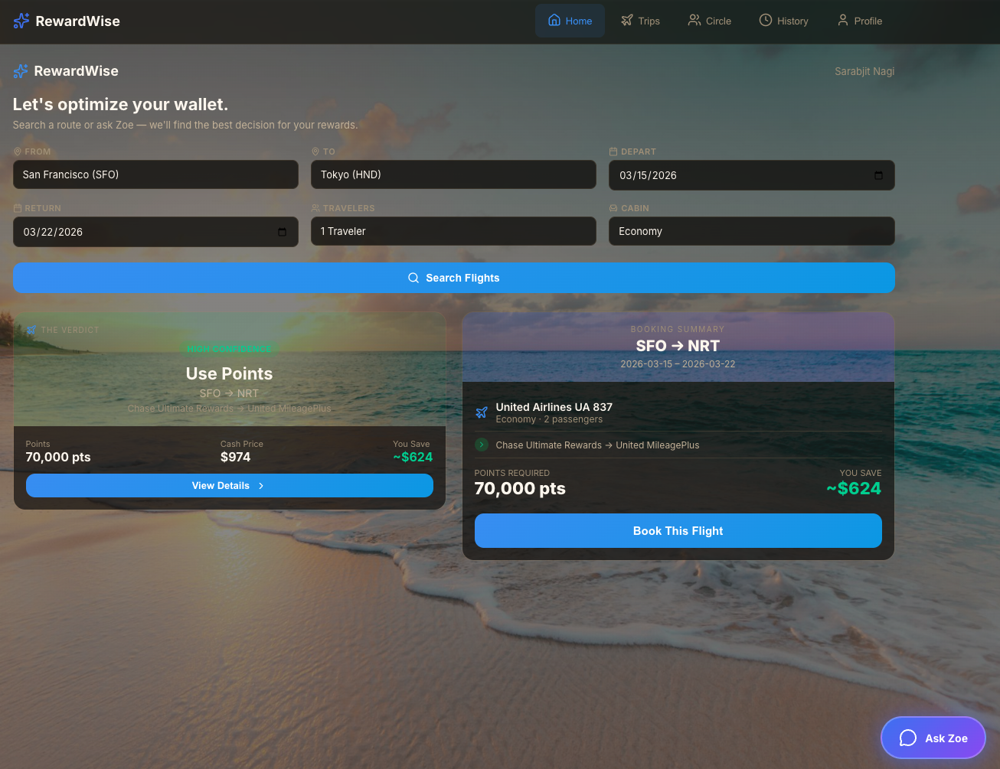 RewardWise
Home
Trips
Circle
History
Profile
RewardWise
Sarabjit Nagi
Let's optimize your wallet.
Search a route or ask Zoe — we'll find the best decision for your rewards.
FROM
San Francisco (SFO)
TO
Tokyo (HND)
DEPART
03/15/2026
RETURN
03/22/2026
TRAVELERS
1 Traveler
CABIN
Economy
Search Flights
THE VERDICT
HIGH CONFIDENCE
Use Points
SFO → NRT
Chase Ultimate Rewards → United MileagePlus
Points
70,000 pts
Cash Price
$974
You Save
~$624
View Details
BOOKING SUMMARY
SFO → NRT
2026-03-15 – 2026-03-22
United Airlines UA 837
Economy · 2 passengers
Chase Ultimate Rewards → United MileagePlus
POINTS REQUIRED
70,000 pts
YOU SAVE
~$624
Book This Flight
Ask Zoe